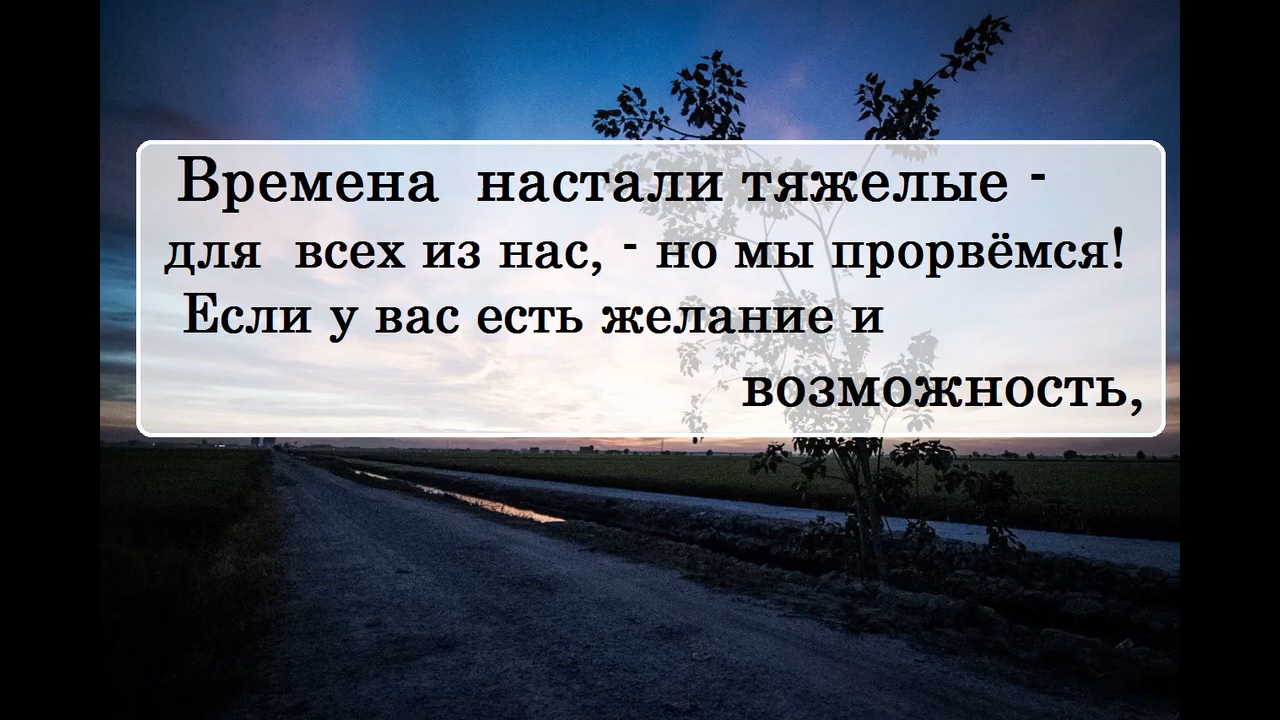 Времена настали тяжелые -
для всех из нас, - но мы прорвёмся!
Если у вас есть желание и
возможность,